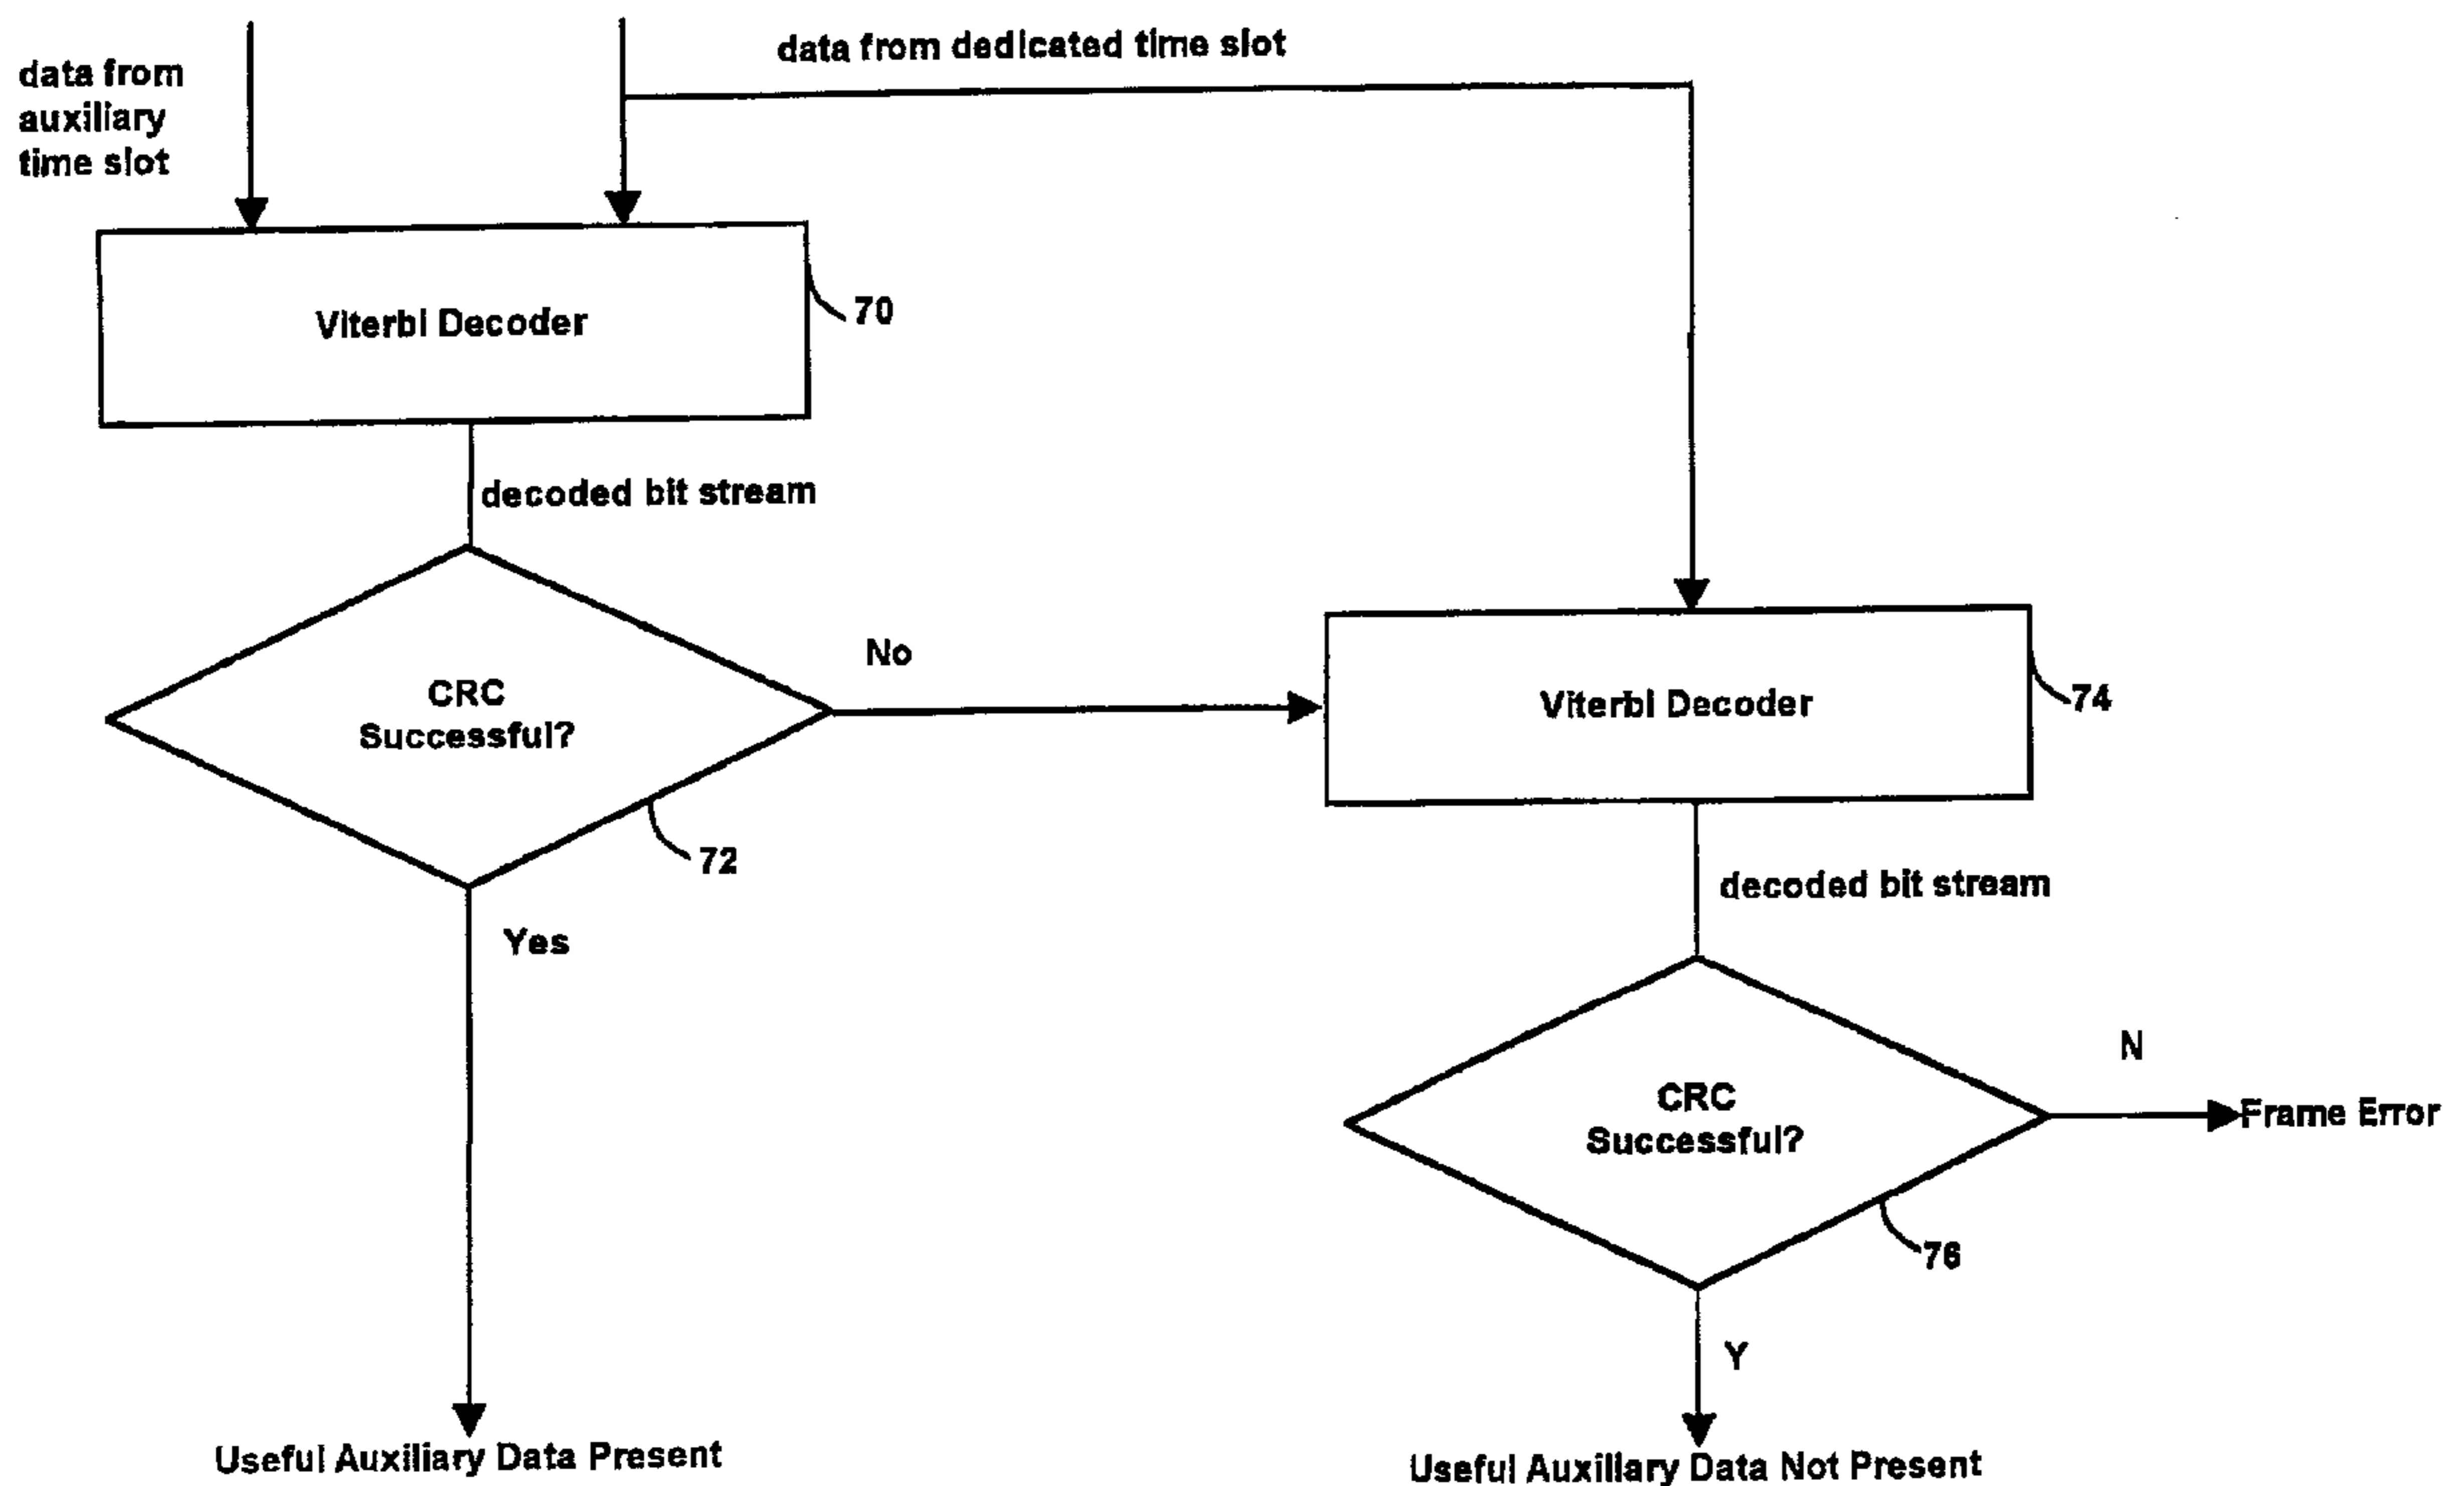 data from dedicated time slot
data from
auxiliary
time slot
Viterbi Decoder
70
decoded bit stream
No
CRC
Successful?
Viterbi Decoder
74
72
decoded bit stream
Yes
N
CRC
Successful?
Frame Error
76
Y
Useful Auxiliary Data Present
Useful Auxiliary Data Not Present